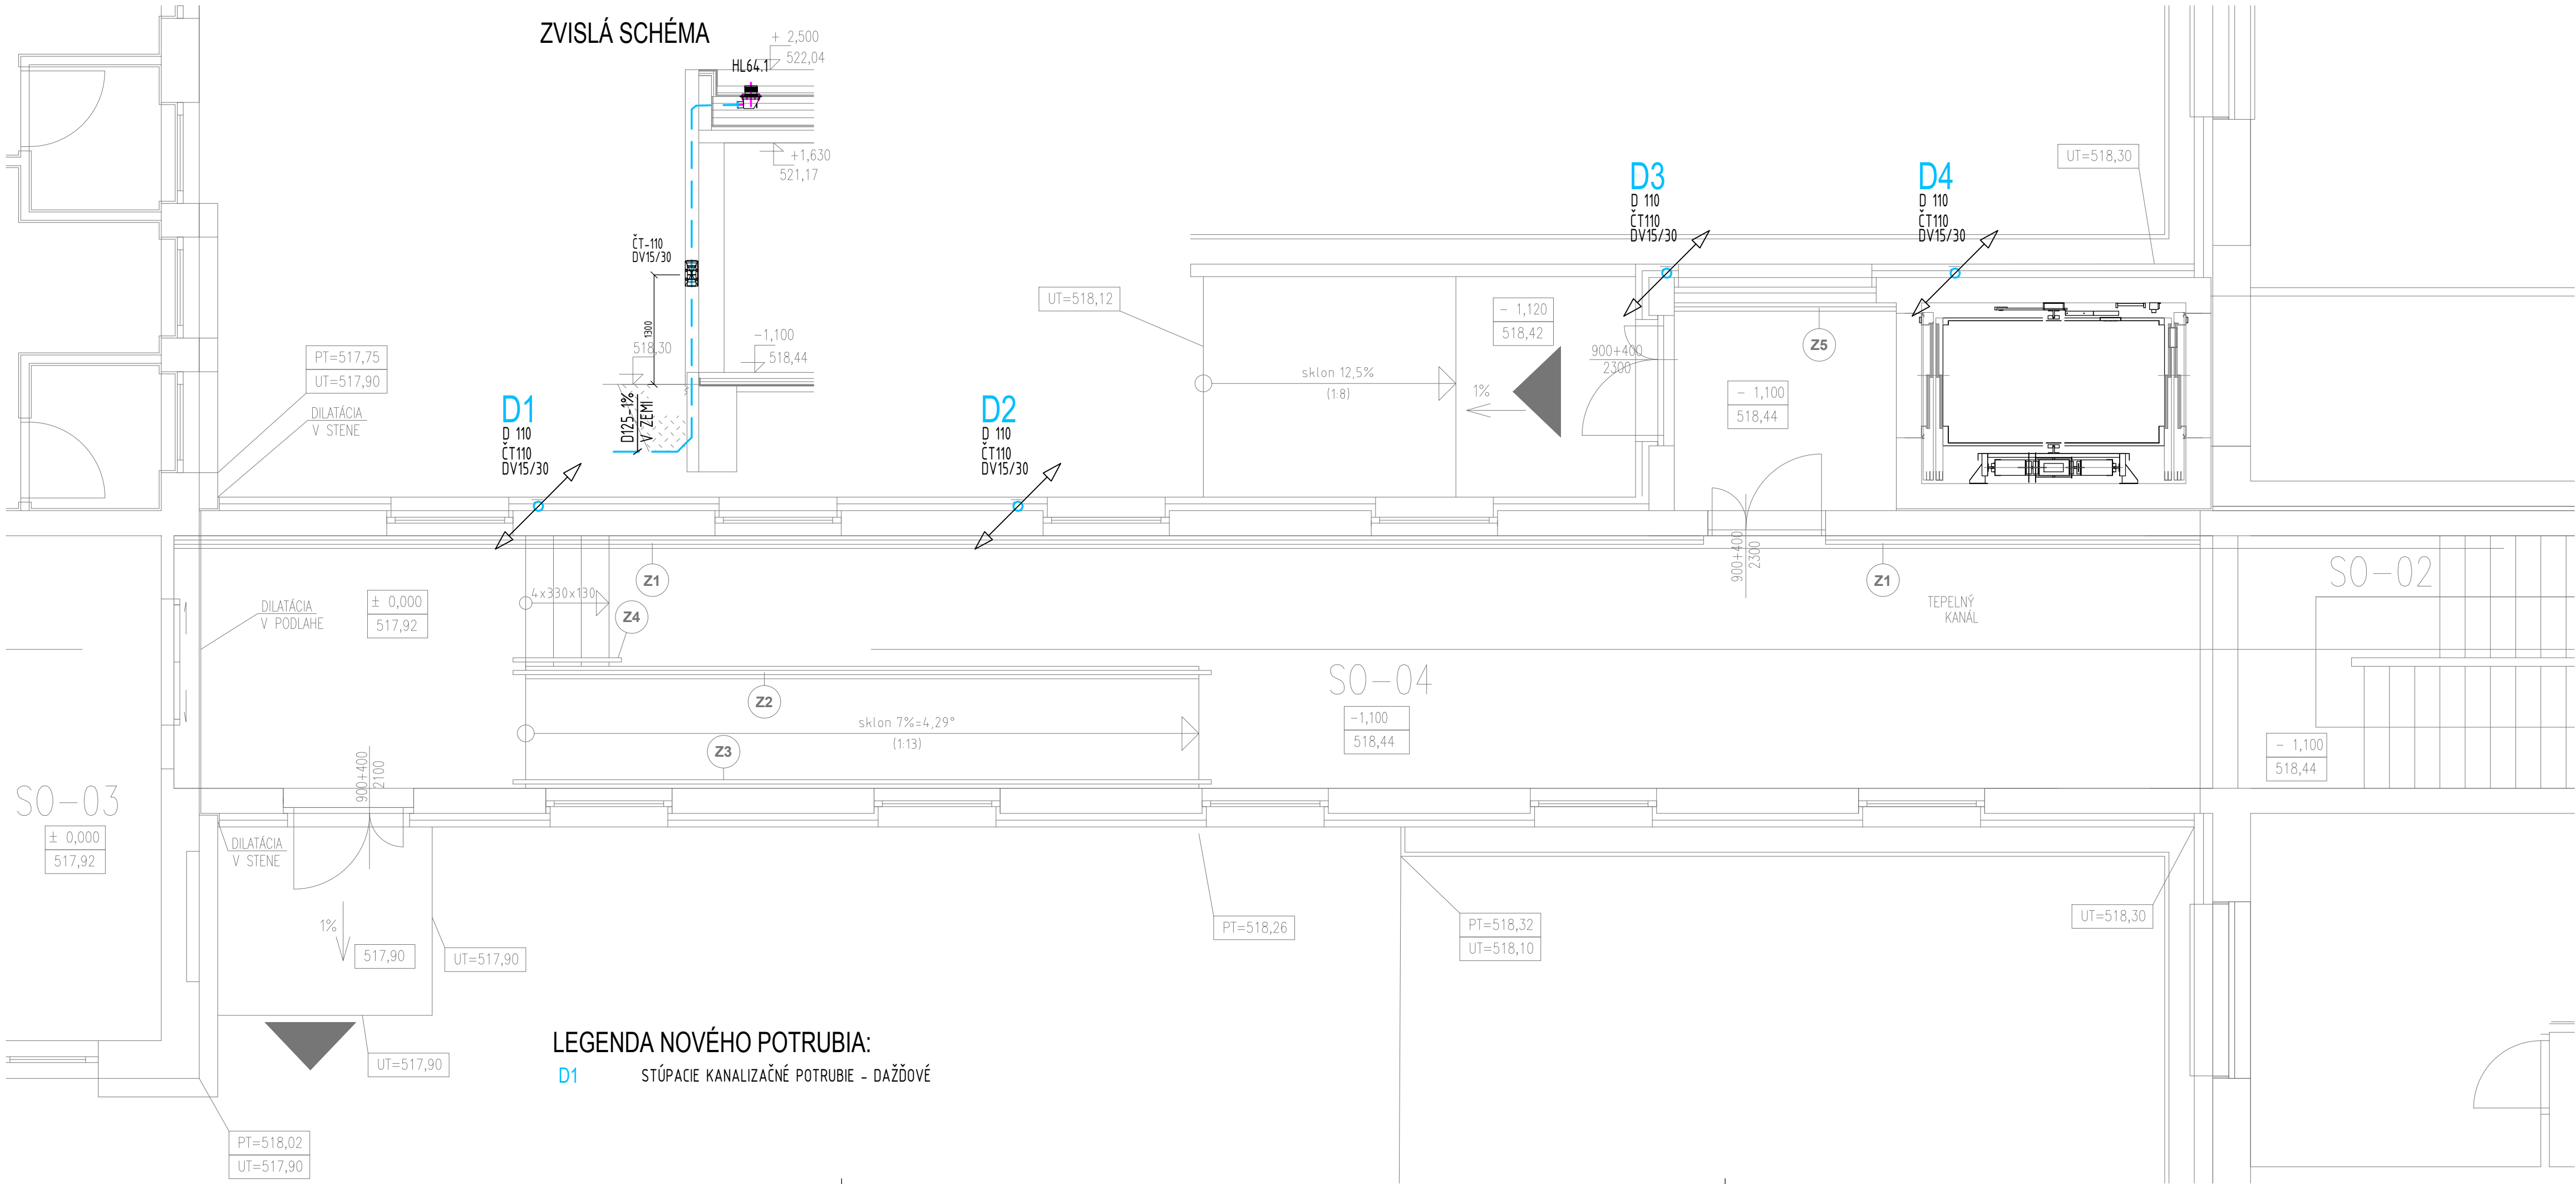 ZVISLÁ SCHÉMA
+ 2,500
522,04
HL64.1
+1,630
521,17
ČT-110
DV15/30
1300
-1,100
518,44
518,30
D125-1%
V ZEMI
D1
D 110
ČT110
DV15/30
D2
D 110
ČT110
DV15/30
D3
D 110
ČT110
DV15/30
D4
D 110
ČT110
DV15/30
UT=518,30
UT=518,12
- 1,120
518,42
900+400
2300
Z5
sklon 12,5%
(1:8)
1%
- 1,100
518,44
PT=517,75
UT=517,90
DILATÁCIA
V STENE
DILATÁCIA
V PODLAHE
± 0,000
517,92
4x330x130
Z1
Z4
900+400
2300
Z1
TEPELNÝ
KANÁL
SO-02
Z2
sklon 7%=4,29°
(1:13)
Z3
SO-04
-1,100
518,44
- 1,100
518,44
900+400
2100
SO-03
± 0,000
517,92
DILATÁCIA
V STENE
1%
517,90
UT=517,90
UT=517,90
PT=518,26
PT=518,32
UT=518,10
UT=518,30
LEGENDA NOVÉHO POTRUBIA:
D1 STÚPACIE KANALIZAČNÉ POTRUBIE - DAŽĎOVÉ
PT=518,02
UT=517,90